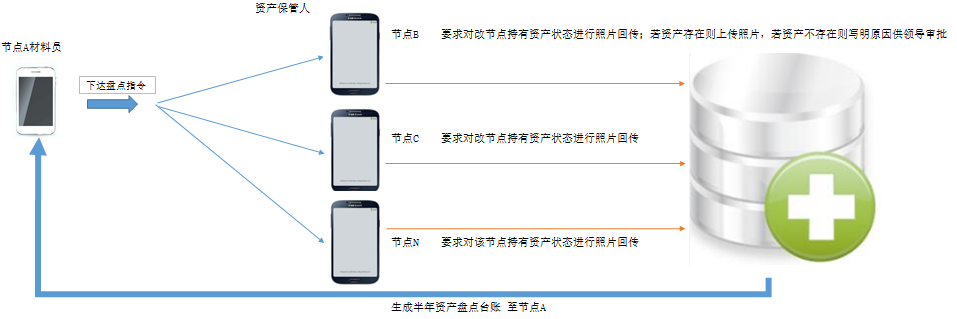 资产保管人
节点B 要求对改节点持有资产状态进行照片回传；若资产存在则上传照片，若资产不存在则写明原因供领导审批
节点A材料员
下达盘点指令
节点C 要求对改节点持有资产状态进行照片回传
节点N 要求对该节点持有资产状态进行照片回传
生成半年资产盘点台账 至节点A